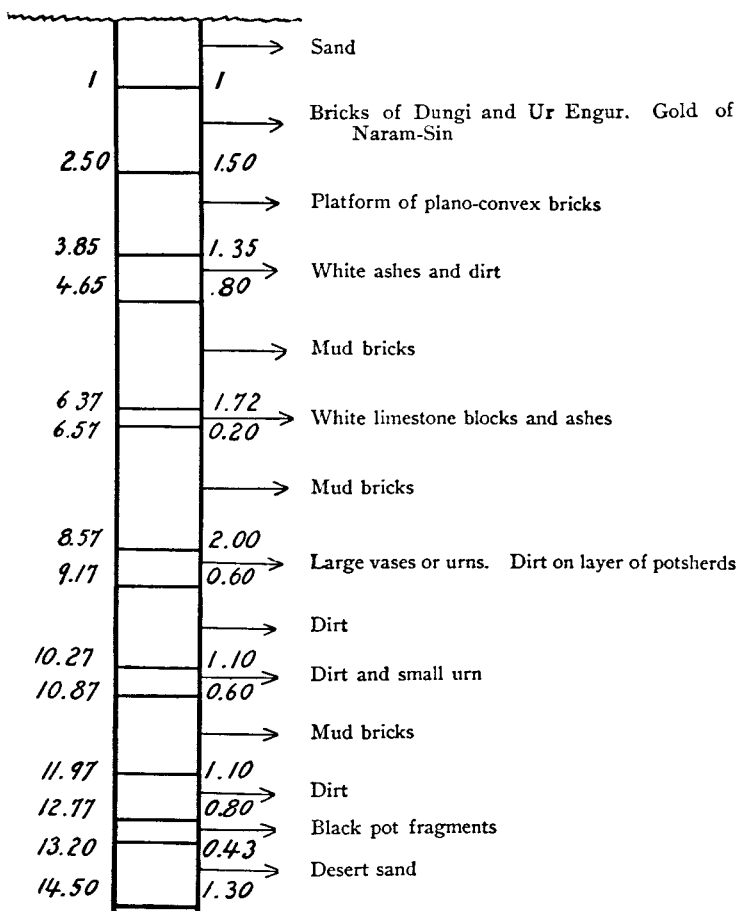 Sand
1 1
Bricks of Dungi and Ur Engur. Gold of
Naram-Sin
2.50 1.50
Platform of plano-convex bricks
3.85 1.35
White ashes and dirt
4.65 .80
Mud bricks
6 37 1.72
White limestone blocks and ashes
6.57 0.20
Mud bricks
8.57 2.00
Large vases or urns. Dirt on layer of potsherds
9.17 0.60
Dirt
10.27 1.10
Dirt and small urn
10.87 0.60
Mud bricks
11.97 1.10
Dirt
12.77 0.80
Black pot fragments
13.20 0.43
Desert sand
14.50 1.30